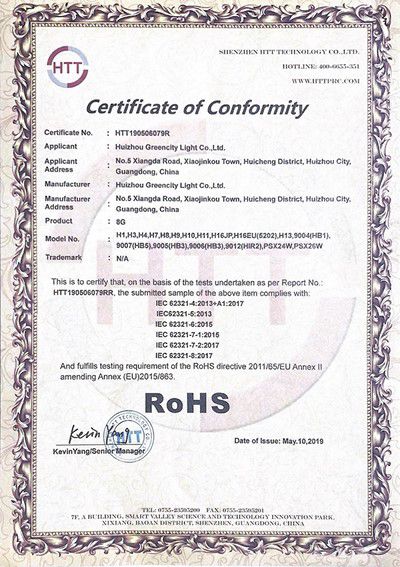 HTT
SHENZHEN HTT TECHNOLOGY CO.,LTD.
HOTLINE: 400-6655-351
WWW.HTTPRC.COM
Certificate of Conformity
Certificate No. : HTT190506079R
Applicant : Huizhou Greencity Light Co.,Ltd.
Applicant Address : No.5 Xiangda Road, Xiaojinkou Town, Huicheng District, Huizhou City,
Guangdong, China
Manufacturer : Huizhou Greencity Light Co.,Ltd.
Manufacturer Address : No.5 Xiangda Road, Xiaojinkou Town, Huicheng District, Huizhou City,
Guangdong, China
Product : 8G
Model No. : H1,H3,H4,H7,H8,H9,H10,H11,H16JP,H16EU(5202),H13,9004(HB1),
9007(HB5),9005(HB3),9006(HB3),9012(HIR2),PSX24W,PSX26W
Trademark : N/A
This is to certify that, on the basis of the tests undertaken as per Report No.:
HTT190506079RR, the submitted sample of the above item complies with:
IEC 62321-4:2013+A1:2017
IEC62321-5:2013
IEC 62321-6:2015
IEC 62321-7-1:2015
IEC 62321-7-2:2017
IEC 62321-8:2017
And fulfills testing requirement of the RoHS directive 2011/65/EU Annex II
amending Annex (EU)2015/863.
RoHS
Kevin Yang
HTT
KevinYang/Senior Manager
Date of Issue: May.10,2019
TEL: 0755-23595200 FAX: 0755-23595201
7F, A BUILDING, SMART VALLEY SCIENCE AND TECHNOLOGY INNOVATION PARK,
XIXIANG, BAOAN DISTRICT, SHENZHEN, GUANGDONG, CHINA